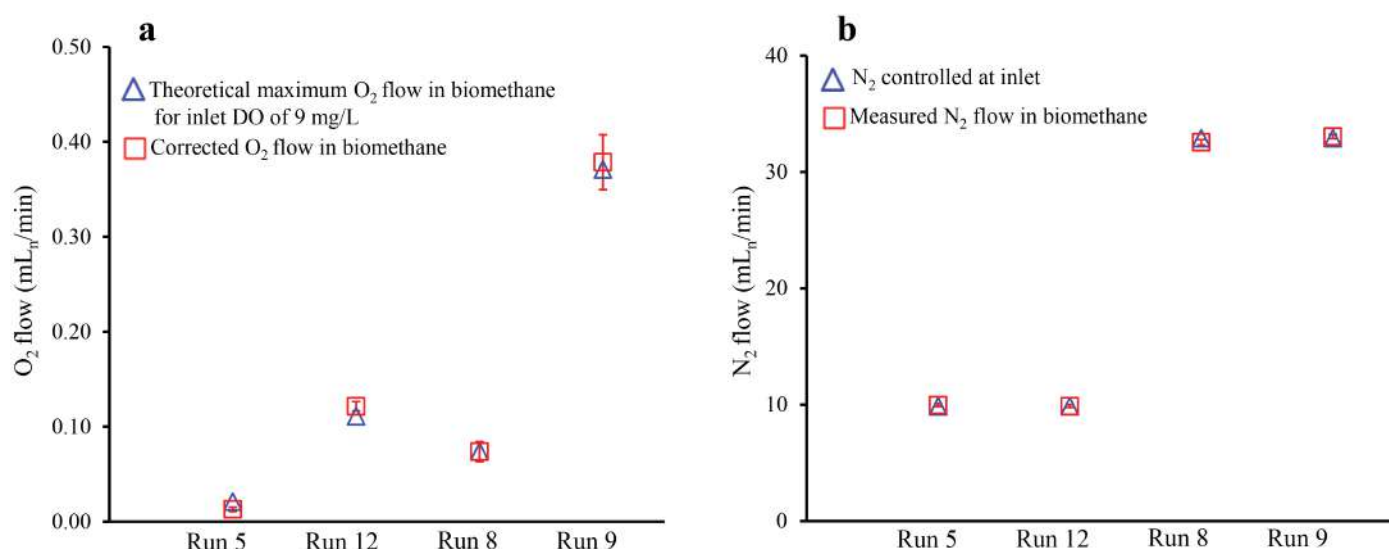 a
0.50
0.40
0.30
0.20
0.10
0.00
O₂ flow (mLₙ/min)
Theoretical maximum O₂ flow in biomethane
for inlet DO of 9 mg/L
Corrected O₂ flow in biomethane
Run 5 Run 12 Run 8 Run 9
b
40
30
20
10
0
N₂ flow (mLₙ/min)
N₂ controlled at inlet
Measured N₂ flow in biomethane
Run 5 Run 12 Run 8 Run 9